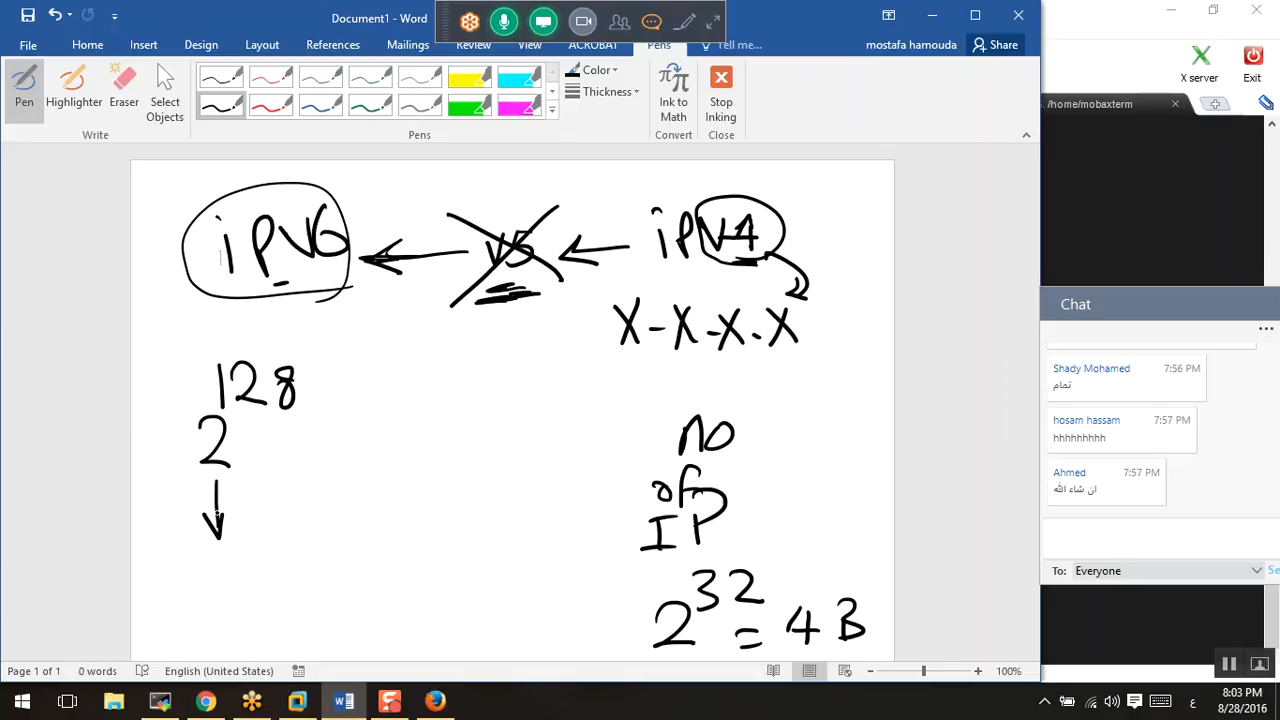 Document1 - Word
File Home Insert Design Layout References Mailings Review View ACROBAT Pens Tell me... mostafa hamouda Share
Pen Highlighter Eraser Select Objects
Color
Thickness
Ink to Math
Stop Inking
Write Pens Convert Close
iPV6 V5 iPV4
X - X - X . X
128
2
no
of
IP
2^32 = 4 B
Page 1 of 1 0 words English (United States) 100%
X server Exit
/home/mobaxterm
Chat
Shady Mohamed 7:56 PM
تمام
hosam hassam 7:57 PM
hhhhhhhhh
Ahmed 7:57 PM
ان شاء الله
To: Everyone Se
ع 8:03 PM
8/28/2016